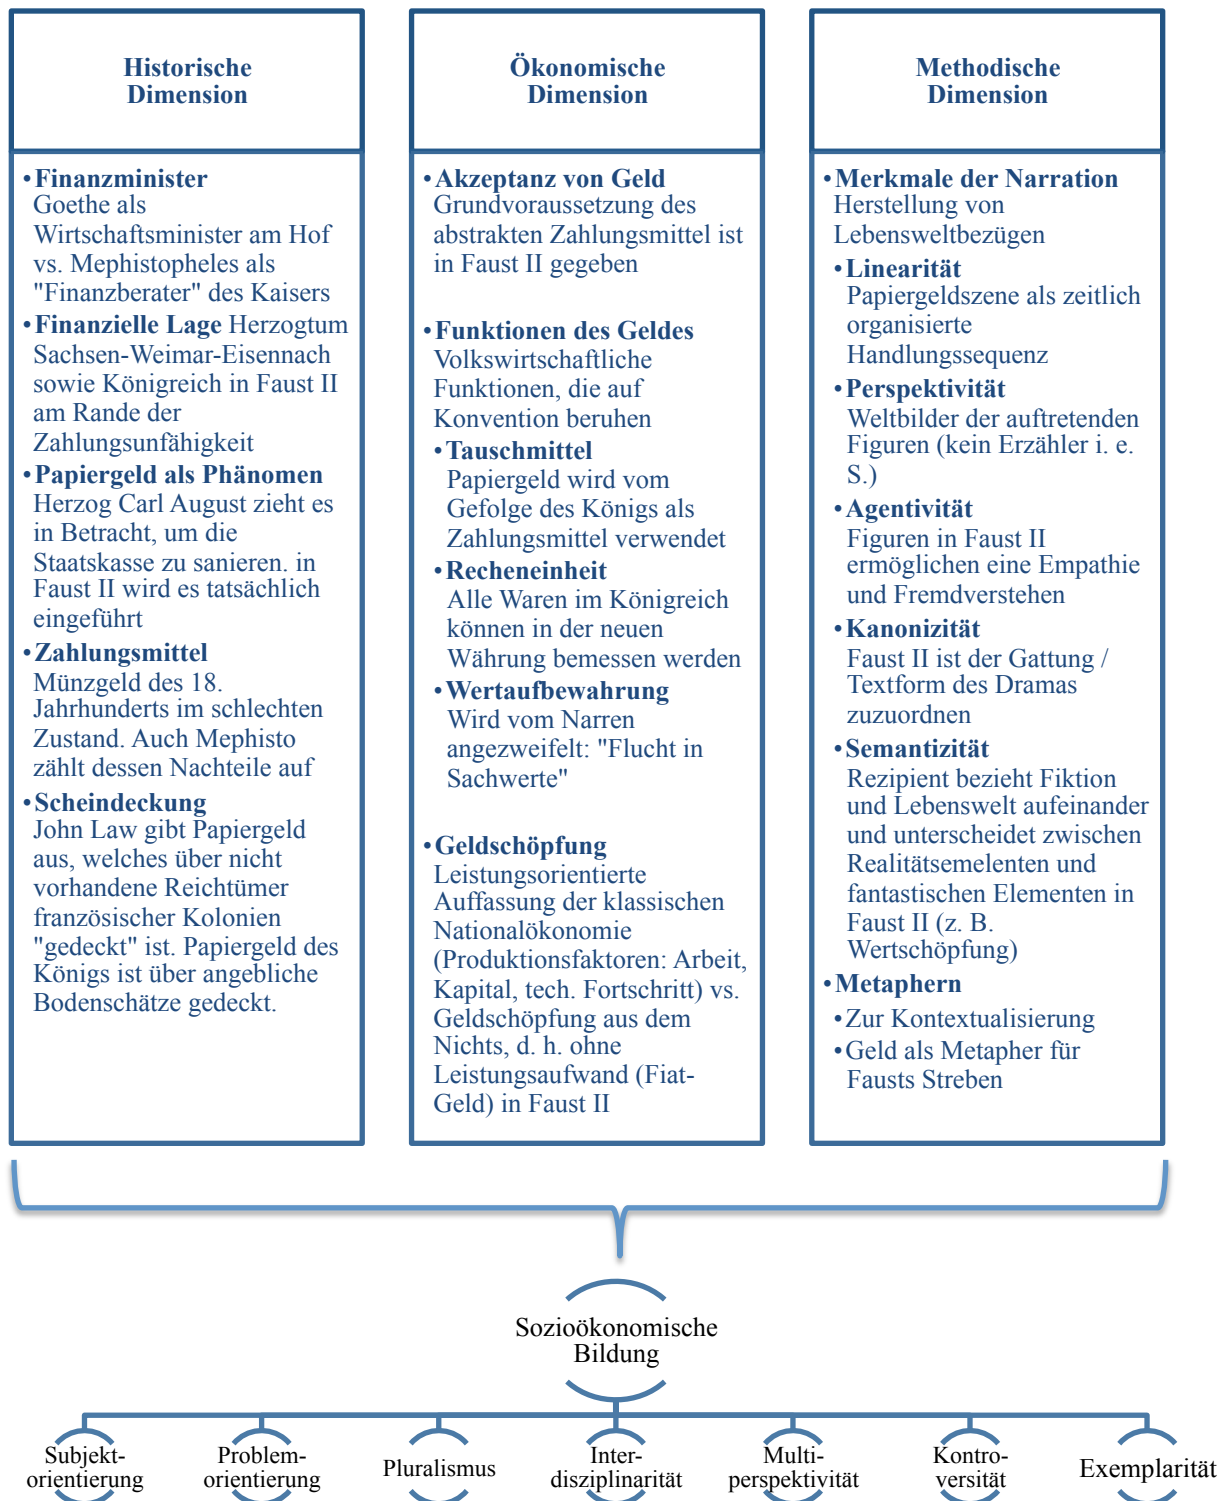 Historische
Dimension
•Finanzminister
Goethe als
Wirtschaftsminister am Hof
vs. Mephistopheles als
"Finanzberater" des Kaisers
•Finanzielle Lage Herzogtum
Sachsen-Weimar-Eisennach
sowie Königreich in Faust II
am Rande der
Zahlungsunfähigkeit
•Papiergeld als Phänomen
Herzog Carl August zieht es
in Betracht, um die
Staatskasse zu sanieren. in
Faust II wird es tatsächlich
eingeführt
•Zahlungsmittel
Münzgeld des 18.
Jahrhunderts im schlechten
Zustand. Auch Mephisto
zählt dessen Nachteile auf
•Scheindeckung
John Law gibt Papiergeld
aus, welches über nicht
vorhandene Reichtümer
französischer Kolonien
"gedeckt" ist. Papiergeld des
Königs ist über angebliche
Bodenschätze gedeckt.
Ökonomische
Dimension
•Akzeptanz von Geld
Grundvoraussetzung des
abstrakten Zahlungsmittel ist
in Faust II gegeben
•Funktionen des Geldes
Volkswirtschaftliche
Funktionen, die auf
Konvention beruhen
•Tauschmittel
Papiergeld wird vom
Gefolge des Königs als
Zahlungsmittel verwendet
•Recheneinheit
Alle Waren im Königreich
können in der neuen
Währung bemessen werden
•Wertaufbewahrung
Wird vom Narren
angezweifelt: "Flucht in
Sachwerte"
•Geldschöpfung
Leistungsorientierte
Auffassung der klassischen
Nationalökonomie
(Produktionsfaktoren: Arbeit,
Kapital, tech. Fortschritt) vs.
Geldschöpfung aus dem
Nichts, d. h. ohne
Leistungsaufwand (Fiat-
Geld) in Faust II
Methodische
Dimension
•Merkmale der Narration
Herstellung von
Lebensweltbezügen
•Linearität
Papiergeldszene als zeitlich
organisierte
Handlungssequenz
•Perspektivität
Weltbilder der auftretenden
Figuren (kein Erzähler i. e.
S.)
•Agentivität
Figuren in Faust II
ermöglichen eine Empathie
und Fremdverstehen
•Kanonizität
Faust II ist der Gattung /
Textform des Dramas
zuzuordnen
•Semantizität
Rezipient bezieht Fiktion
und Lebenswelt aufeinander
und unterscheidet zwischen
Realitätsemelenten und
fantastischen Elementen in
Faust II (z. B.
Wertschöpfung)
•Metaphern
•Zur Kontextualisierung
•Geld als Metapher für
Fausts Streben
Sozioökonomische
Bildung
Subjekt-
orientierung
Problem-
orientierung
Pluralismus
Inter-
disziplinarität
Multi-
perspektivität
Kontro-
versität
Exemplarität